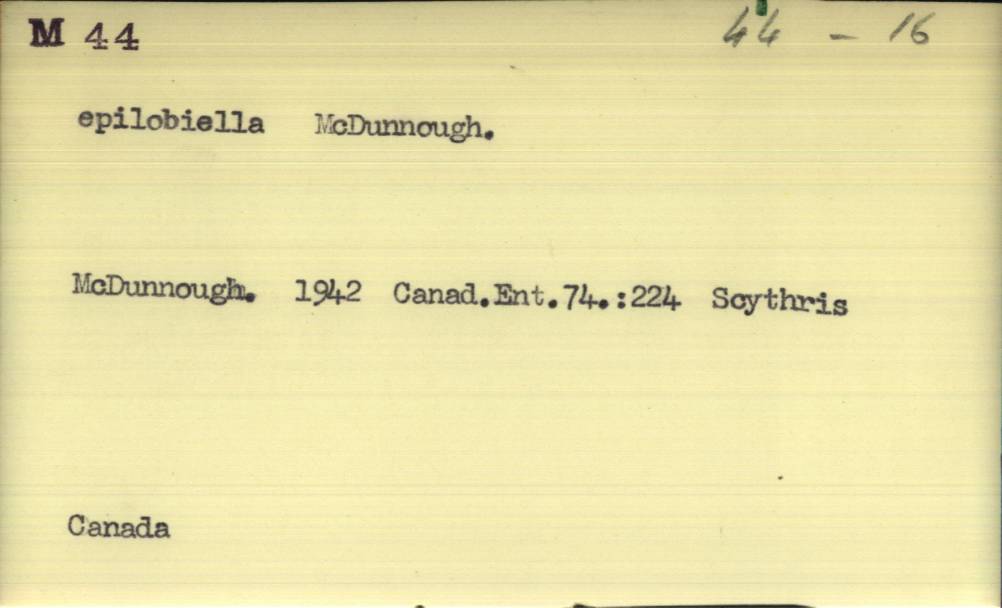 M 44 44 - 16
epilobiella McDunnough.
McDunnough. 1942 Canad.Ent.74.:224 Scythris
Canada